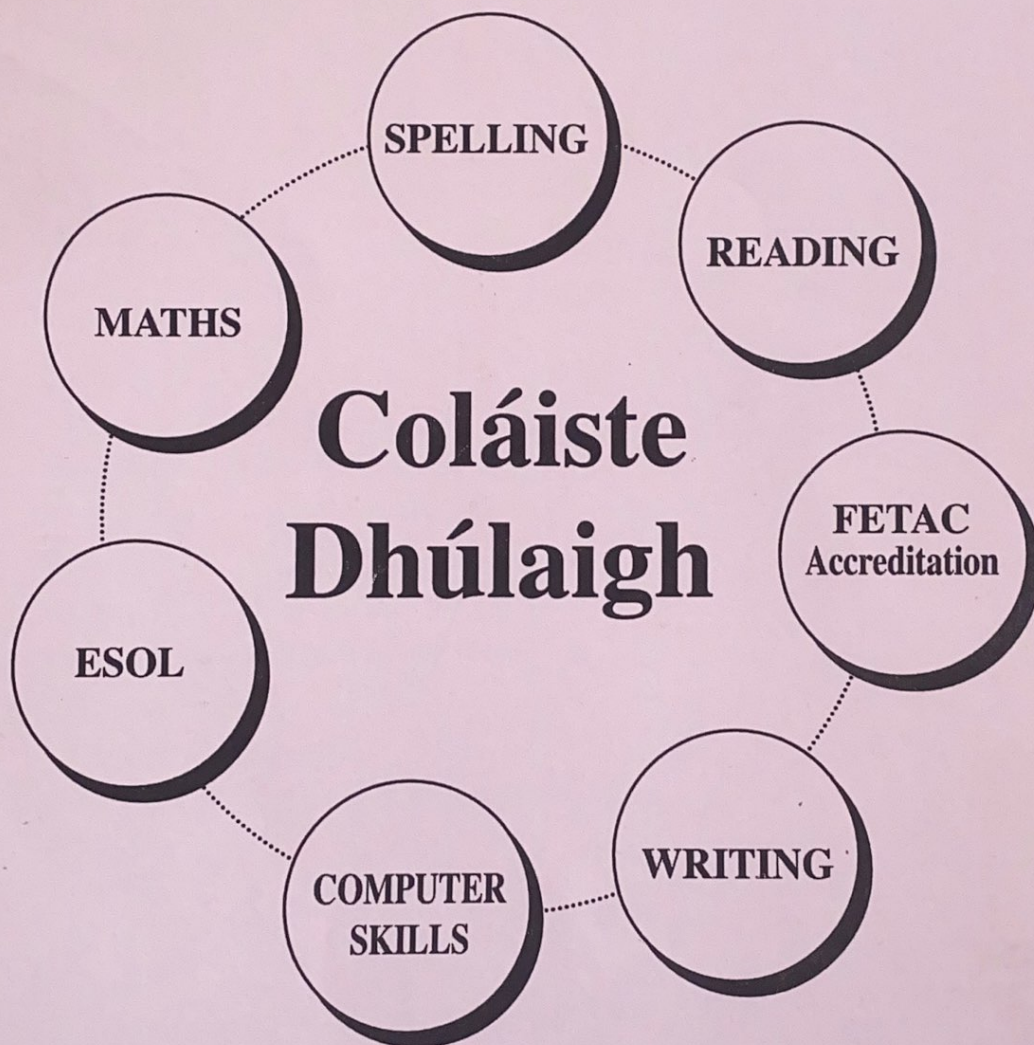 SPELLING
READING
MATHS
Coláiste
Dhúlaigh
FETAC
Accreditation
ESOL
WRITING
COMPUTER
SKILLS